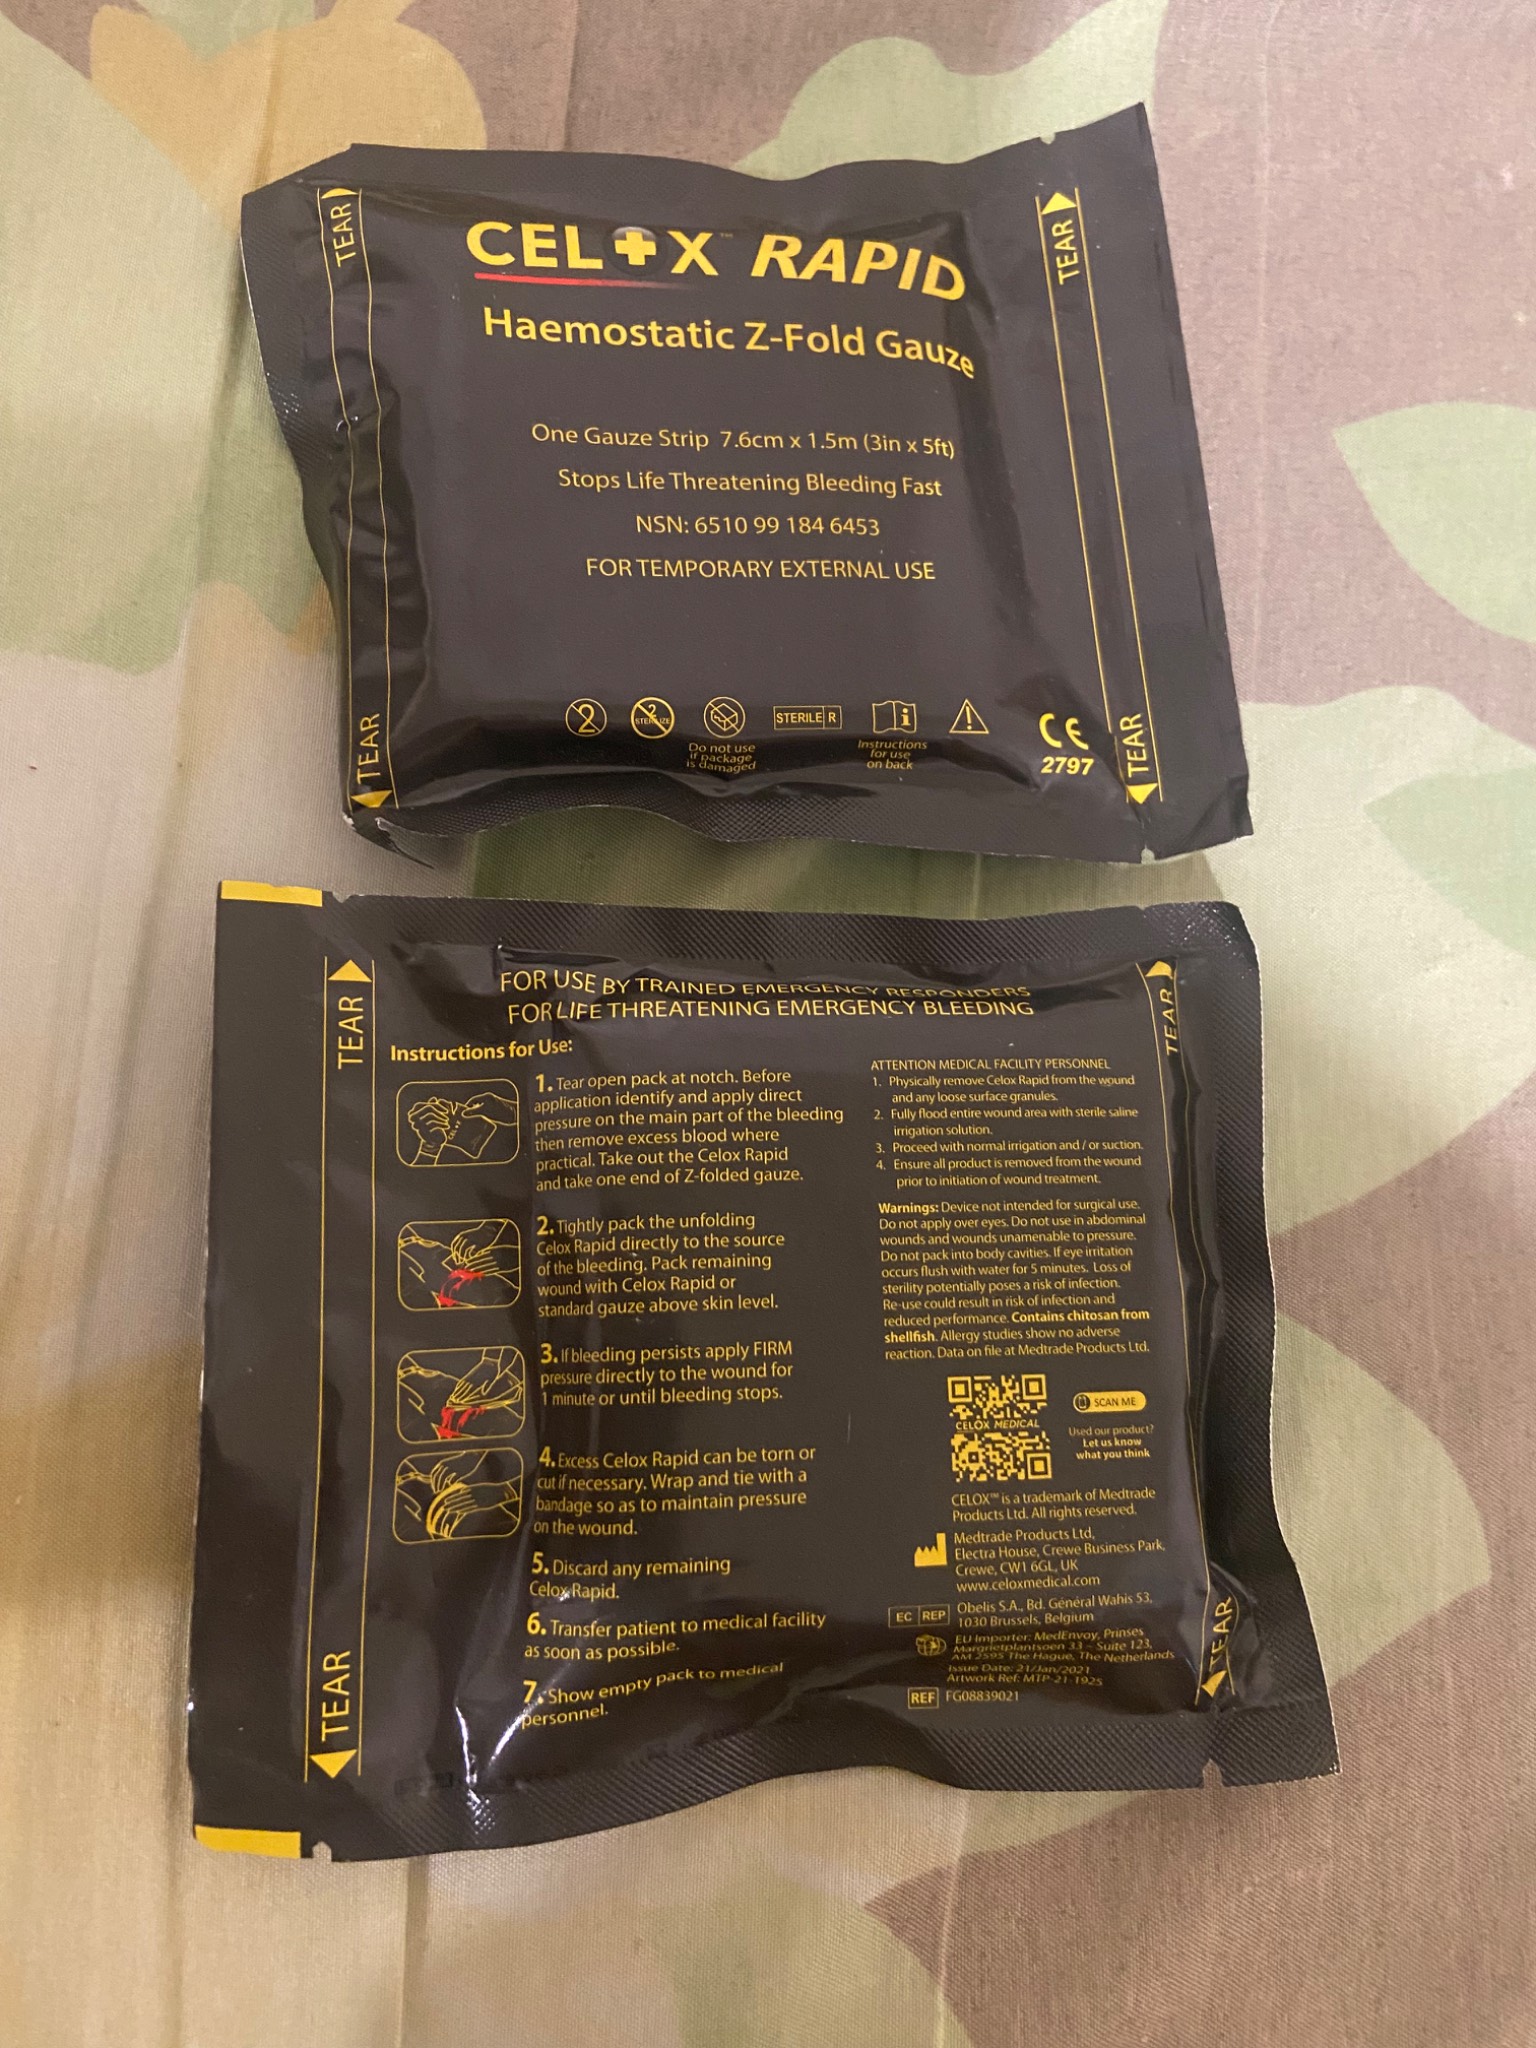 TEAR
TEAR
CELOX™ RAPID
Haemostatic Z-Fold Gauze
One Gauze Strip 7.6cm x 1.5m (3in x 5ft)
Stops Life Threatening Bleeding Fast
NSN: 6510 99 184 6453
FOR TEMPORARY EXTERNAL USE
2
2
STERILIZE
Do not use
if package
is damaged
STERILE R
i
Instructions
for use
on back
CE
2797
TEAR
TEAR
TEAR
TEAR
FOR USE BY TRAINED EMERGENCY RESPONDERS
FOR LIFE THREATENING EMERGENCY BLEEDING
Instructions for Use:
1. Tear open pack at notch. Before
application identify and apply direct
pressure on the main part of the bleeding
then remove excess blood where
practical. Take out the Celox Rapid
and take one end of Z-folded gauze.
2. Tightly pack the unfolding
Celox Rapid directly to the source
of the bleeding. Pack remaining
wound with Celox Rapid or
standard gauze above skin level.
3. If bleeding persists apply FIRM
pressure directly to the wound for
1 minute or until bleeding stops.
4. Excess Celox Rapid can be torn or
cut if necessary. Wrap and tie with a
bandage so as to maintain pressure
on the wound.
5. Discard any remaining
Celox Rapid.
6. Transfer patient to medical facility
as soon as possible.
7. Show empty pack to medical
personnel.
ATTENTION MEDICAL FACILITY PERSONNEL
1. Physically remove Celox Rapid from the wound
and any loose surface granules.
2. Fully flood entire wound area with sterile saline
irrigation solution.
3. Proceed with normal irrigation and / or suction.
4. Ensure all product is removed from the wound
prior to initiation of wound treatment.
Warnings: Device not intended for surgical use.
Do not apply over eyes. Do not use in abdominal
wounds and wounds unamenable to pressure.
Do not pack into body cavities. If eye irritation
occurs flush with water for 5 minutes. Loss of
sterility potentially poses a risk of infection.
Re-use could result in risk of infection and
reduced performance. Contains chitosan from
shellfish. Allergy studies show no adverse
reaction. Data on file at Medtrade Products Ltd.
CELOX MEDICAL
SCAN ME
Used our product?
Let us know
what you think
CELOX™ is a trademark of Medtrade
Products Ltd. All rights reserved.
Medtrade Products Ltd,
Electra House, Crewe Business Park,
Crewe, CW1 6GL, UK
www.celoxmedical.com
EC REP
Obelis S.A., Bd. Général Wahis 53,
1030 Brussels, Belgium
EU Importer: MedEnvoy, Prinses
Margrietplantsoen 33 – Suite 123,
AM 2595 The Hague, The Netherlands
Issue Date: 21/Jan/2021
Artwork Ref: MTP-21-1925
REF FG08839021
TEAR
TEAR